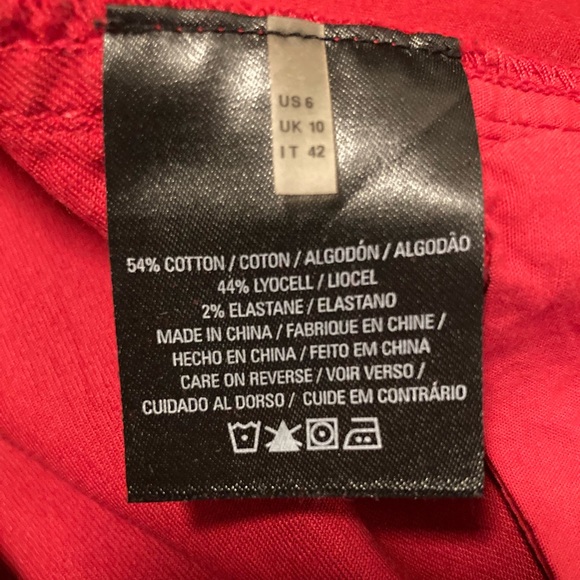 US 6
UK 10
IT 42
54% COTTON / COTON / ALGODÓN / ALGODÃO
44% LYOCELL / LIOCEL
2% ELASTANE / ELASTANO
MADE IN CHINA / FABRIQUE EN CHINE /
HECHO EN CHINA / FEITO EM CHINA
CARE ON REVERSE / VOIR VERSO /
CUIDADO AL DORSO / CUIDE EM CONTRÁRIO